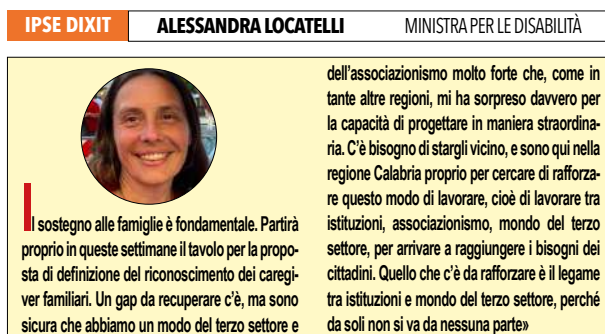 IPSE DIXIT ALESSANDRA LOCATELLI MINISTRA PER LE DISABILITÀ
Il sostegno alle famiglie è fondamentale. Partirà
proprio in queste settimane il tavolo per la propo-
sta di definizione del riconoscimento dei caregi-
ver familiari. Un gap da recuperare c'è, ma sono
sicura che abbiamo un modo del terzo settore e
dell'associazionismo molto forte che, come in
tante altre regioni, mi ha sorpreso davvero per
la capacità di progettare in maniera straordina-
ria. C'è bisogno di stargli vicino, e sono qui nella
regione Calabria proprio per cercare di rafforza-
re questo modo di lavorare, cioè di lavorare tra
istituzioni, associazionismo, mondo del terzo
settore, per arrivare a raggiungere i bisogni dei
cittadini. Quello che c'è da rafforzare è il legame
tra istituzioni e mondo del terzo settore, perché
da soli non si va da nessuna parte»